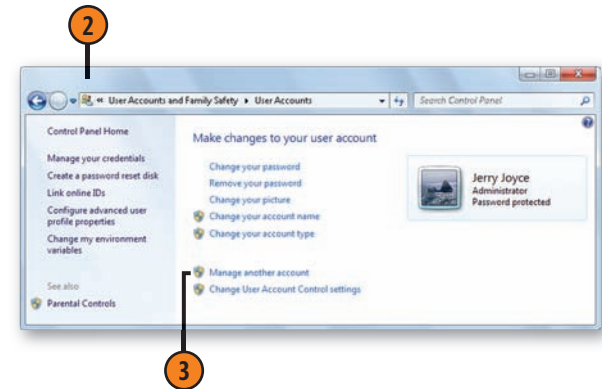 2
« User Accounts and Family Safety ▸ User Accounts
Search Control Panel
Control Panel Home
Manage your credentials
Create a password reset disk
Link online IDs
Configure advanced user
profile properties
Change my environment
variables
See also
Parental Controls
Make changes to your user account
Change your password
Remove your password
Change your picture
Change your account name
Change your account type
Manage another account
Change User Account Control settings
Jerry Joyce
Administrator
Password protected
3